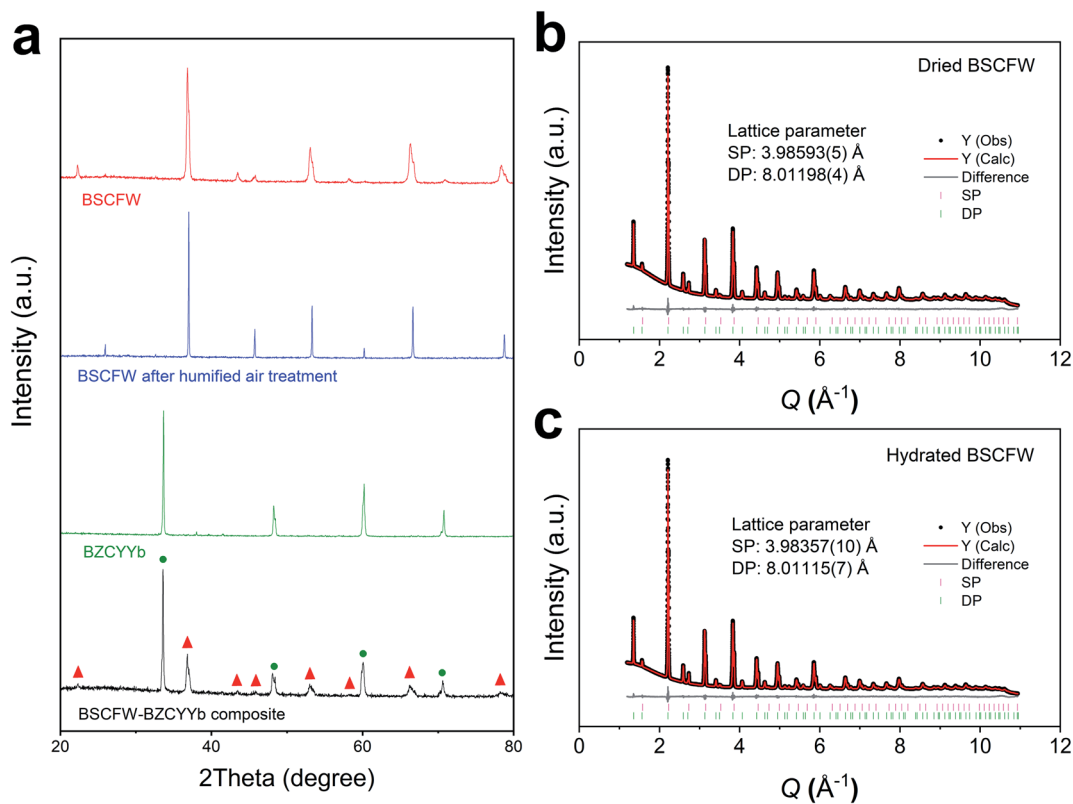 a
Intensity (a.u.)
BSCFW
BSCFW after humified air treatment
BZCYYb
BSCFW-BZCYYb composite
20
40
60
80
2Theta (degree)
b
Intensity (a.u.)
Dried BSCFW
Lattice parameter
SP: 3.98593(5) Å
DP: 8.01198(4) Å
Y (Obs)
Y (Calc)
Difference
SP
DP
0
2
4
6
8
10
12
Q (Å-1)
c
Intensity (a.u.)
Hydrated BSCFW
Lattice parameter
SP: 3.98357(10) Å
DP: 8.01115(7) Å
Y (Obs)
Y (Calc)
Difference
SP
DP
0
2
4
6
8
10
12
Q (Å-1)